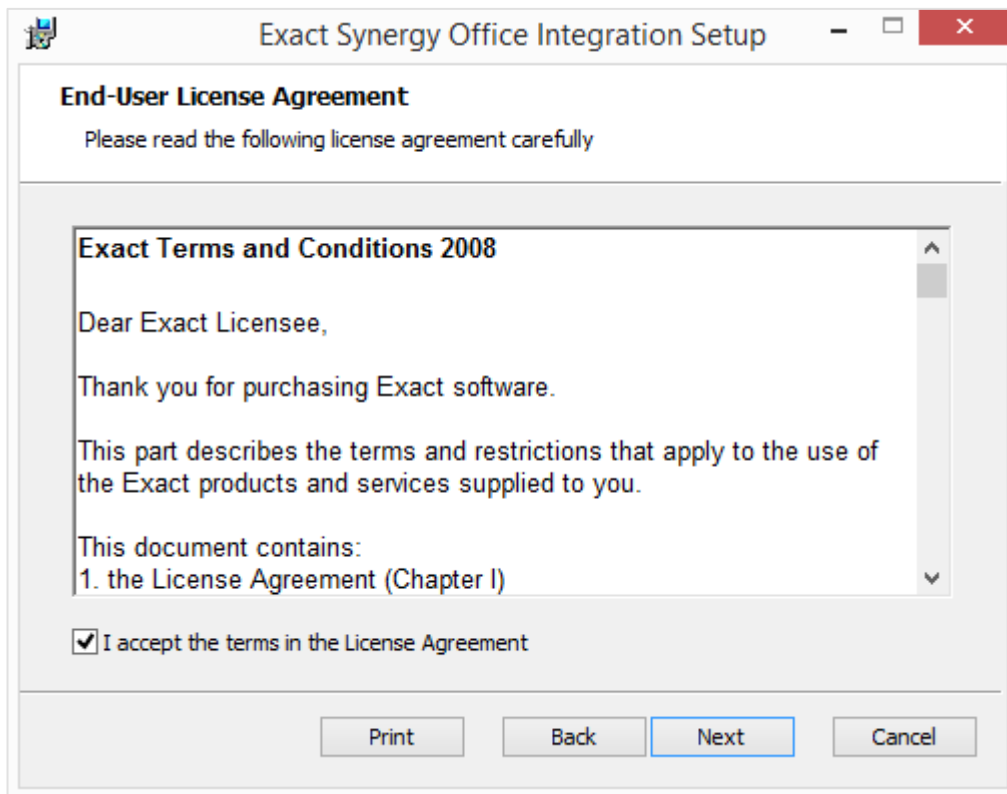 Exact Synergy Office Integration Setup
End-User License Agreement
Please read the following license agreement carefully
Exact Terms and Conditions 2008
Dear Exact Licensee,
Thank you for purchasing Exact software.
This part describes the terms and restrictions that apply to the use of
the Exact products and services supplied to you.
This document contains:
1. the License Agreement (Chapter I)
I accept the terms in the License Agreement
Print Back Next Cancel